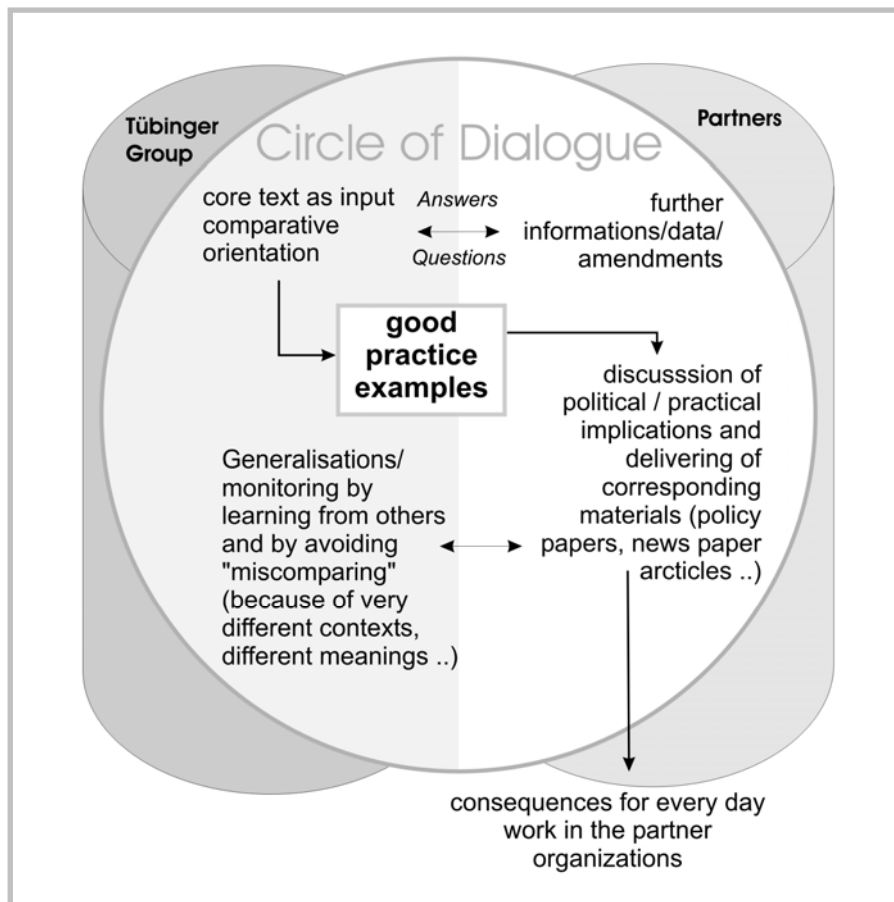 Tübinger
Group
Circle of Dialogue
Partners
core text as input
comparative
orientation
Answers
Questions
further
informations/data/
amendments
good
practice
examples
discusssion of
political / practical
implications and
delivering of
corresponding
materials (policy
papers, news paper
arcticles ..)
Generalisations/
monitoring by
learning from others
and by avoiding
"miscomparing"
(because of very
different contexts,
different meanings ..)
consequences for every day
work in the partner
organizations